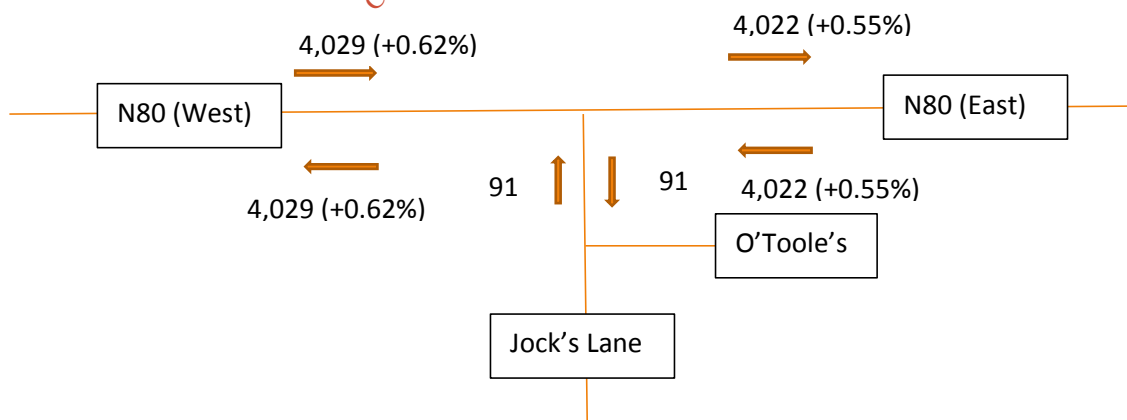 4,029 (+0.62%)
4,022 (+0.55%)
N80 (West)
N80 (East)
91
91
4,029 (+0.62%)
4,022 (+0.55%)
O'Toole's
Jock's Lane